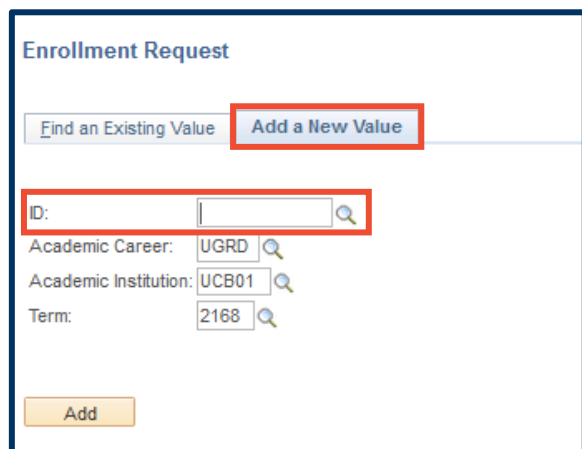 Enrollment Request
Find an Existing Value Add a New Value
ID:
Academic Career: UGRD
Academic Institution: UCB01
Term: 2168
Add